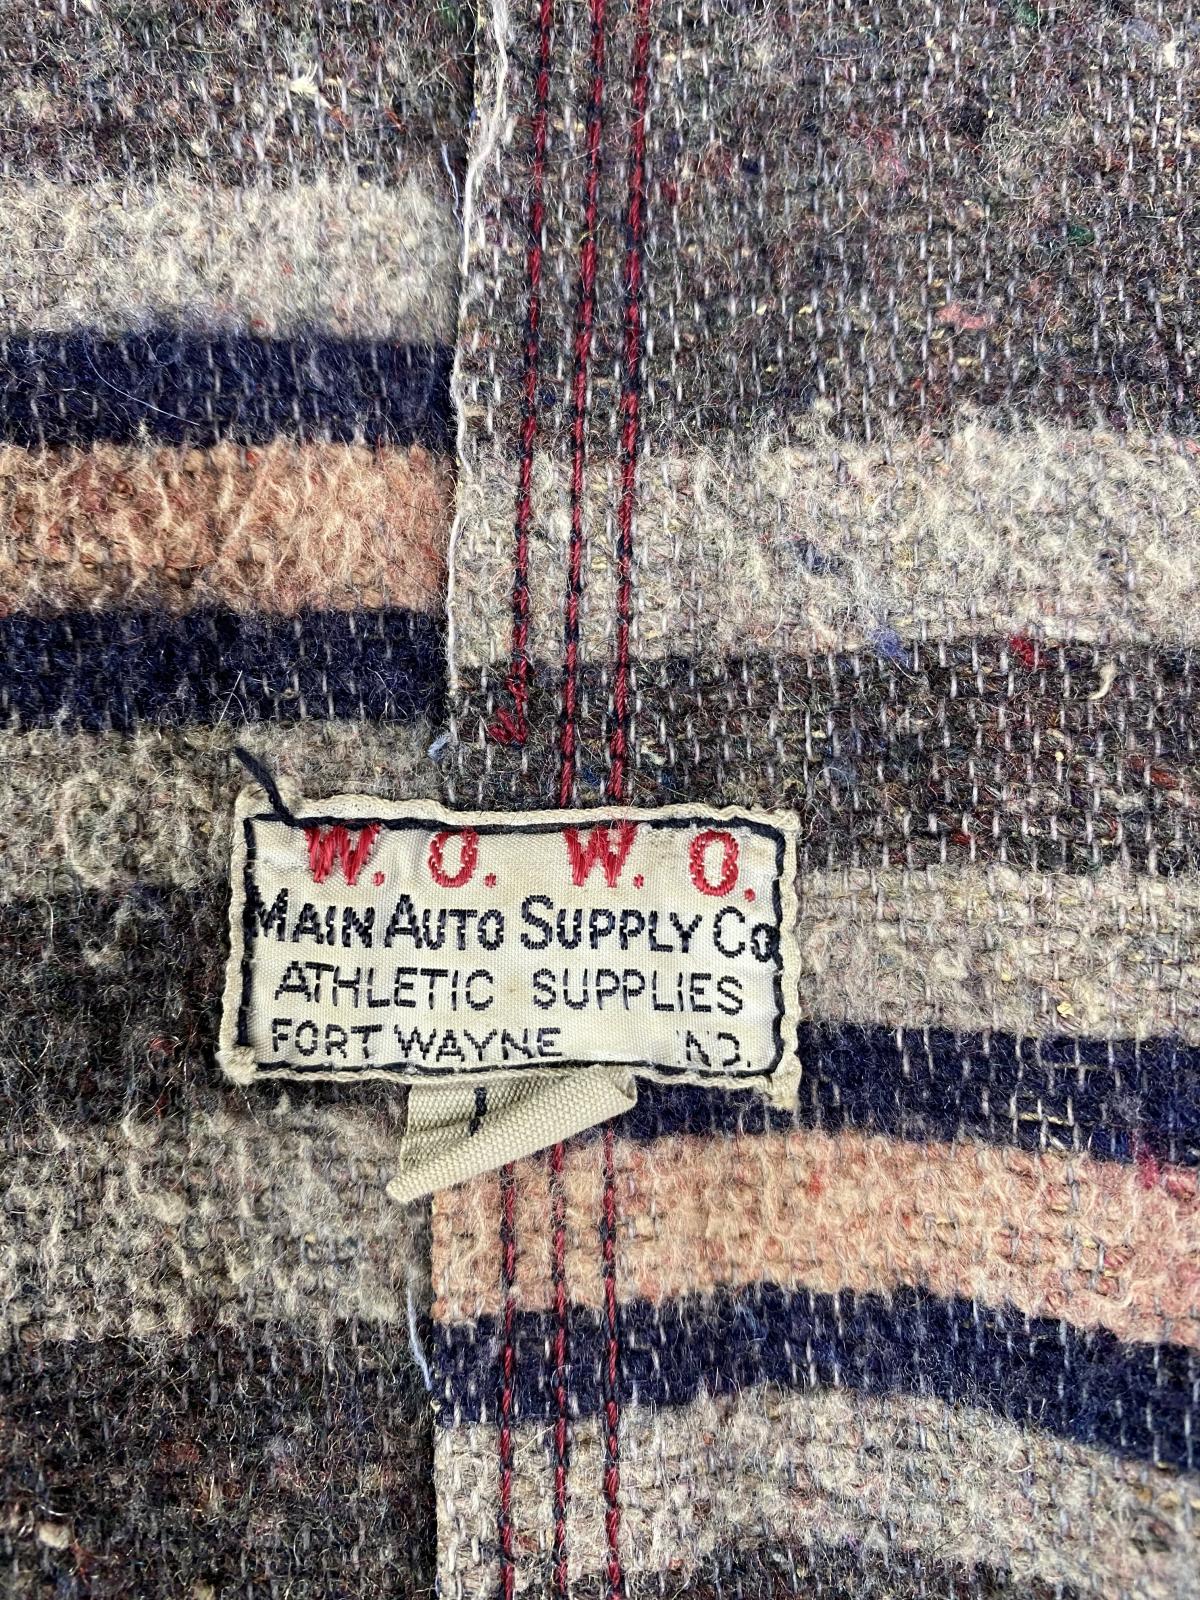 W. O. W. O.
MAIN AUTO SUPPLY CO
ATHLETIC SUPPLIES
FORT WAYNE IND.